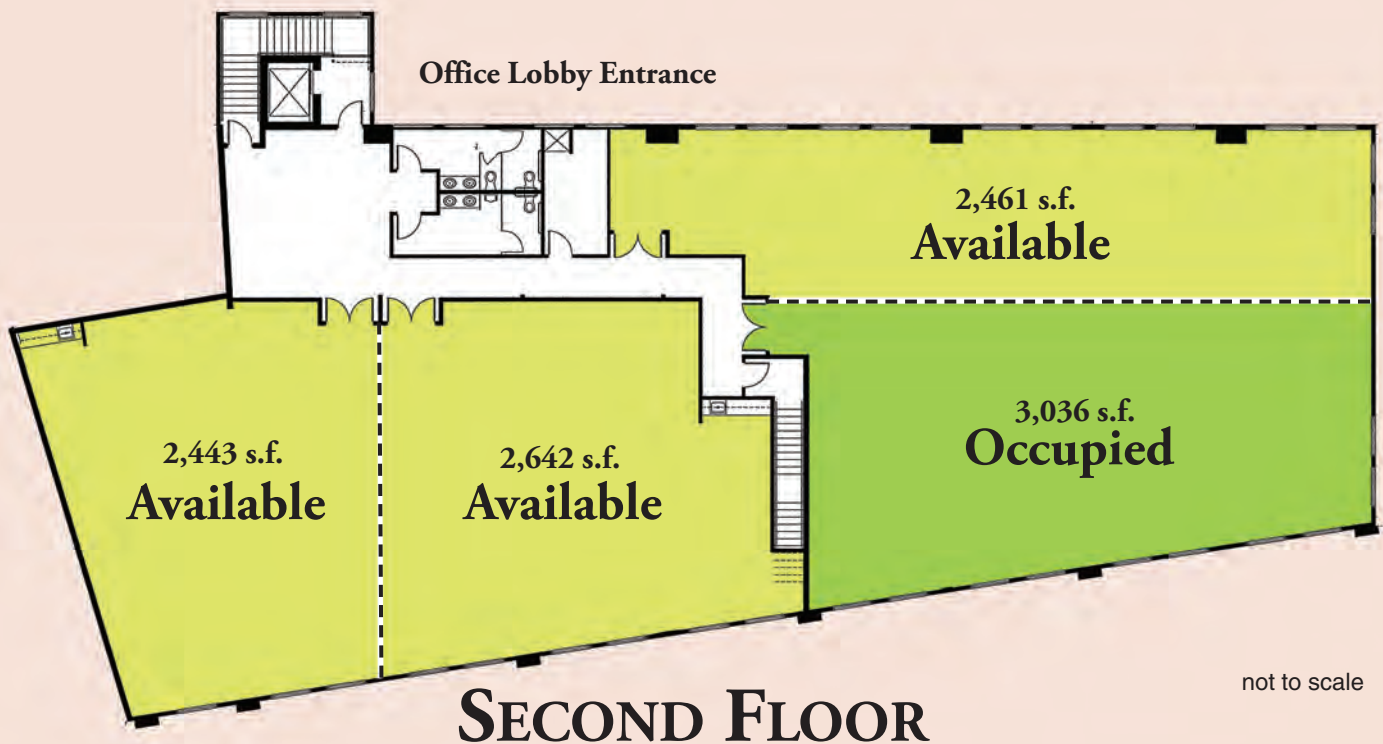 Office Lobby Entrance
2,461 s.f.
Available
3,036 s.f.
Occupied
2,443 s.f.
Available
2,642 s.f.
Available
not to scale
SECOND FLOOR